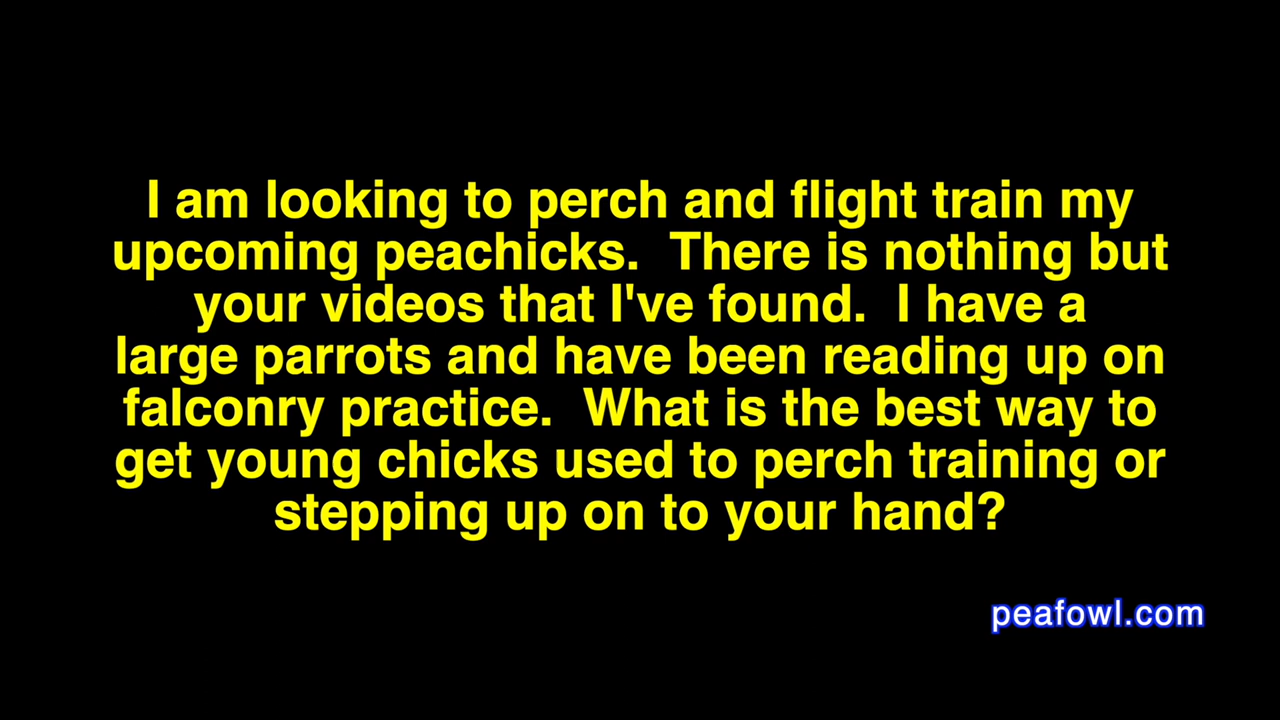 I am looking to perch and flight train my
upcoming peachicks.  There is nothing but
your videos that I've found.  I have a
large parrots and have been reading up on
falconry practice.  What is the best way to
get young chicks used to perch training or
stepping up on to your hand?
peafowl.com